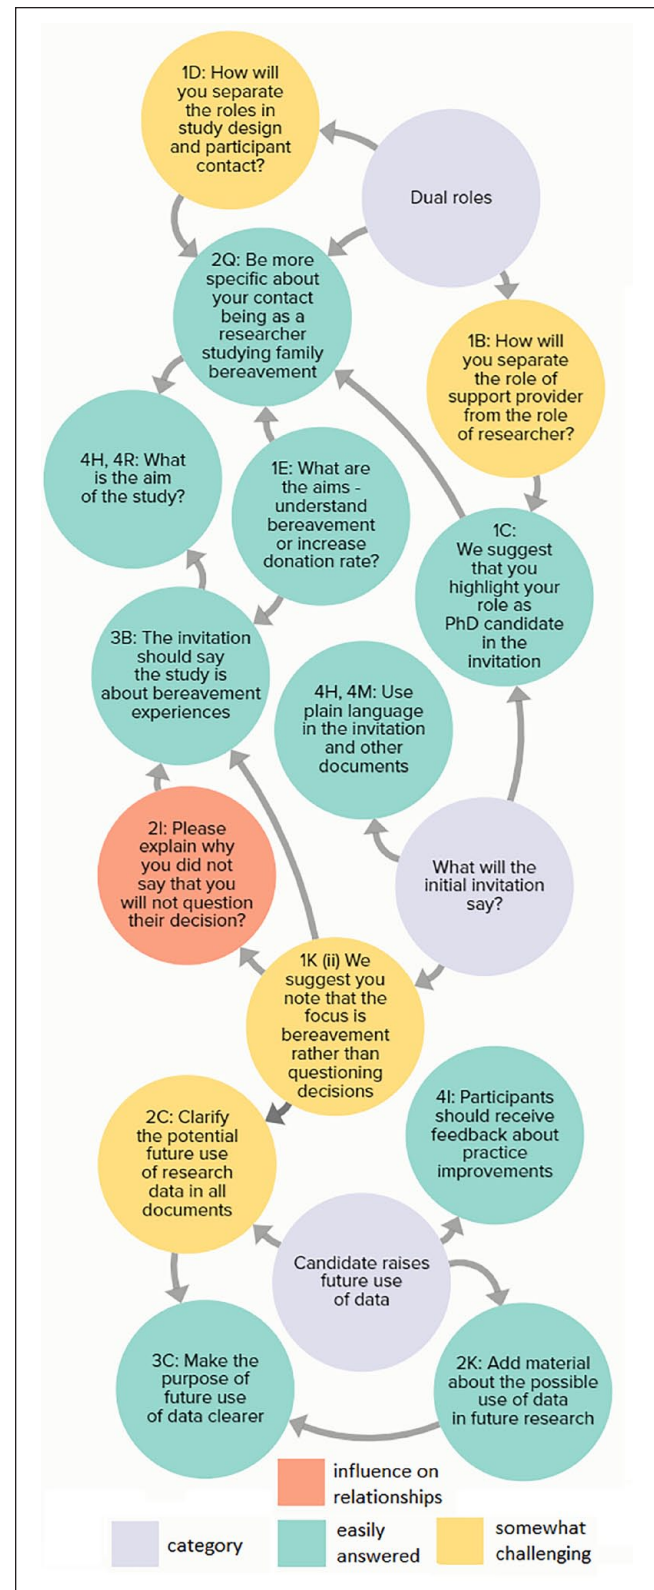 1D: How will
you separate
the roles in
study design
and participant
contact?
Dual roles
2Q: Be more
specific about
your contact
being as a
researcher
studying family
bereavement
1B: How will
you separate
the role of
support provider
from the role
of researcher?
4H, 4R: What
is the aim
of the study?
1E: What are
the aims -
understand
bereavement
or increase
donation rate?
1C:
We suggest
that you
highlight your
role as
PhD candidate
in the
invitation
3B: The invitation
should say
the study is
about bereavement
experiences
4H, 4M: Use
plain language
in the invitation
and other
documents
2I: Please
explain why
you did not
say that you
will not question
their decision?
What will the
initial invitation
say?
1K (ii) We
suggest you
note that the
focus is
bereavement
rather than
questioning
decisions
2C: Clarify
the potential
future use
of research
data in all
documents
4I: Participants
should receive
feedback about
practice
improvements
Candidate raises
future use
of data
3C: Make the
purpose of
future use
of data clearer
2K: Add material
about the possible
use of data
in future research
influence on
relationships
category
easily
answered
somewhat
challenging